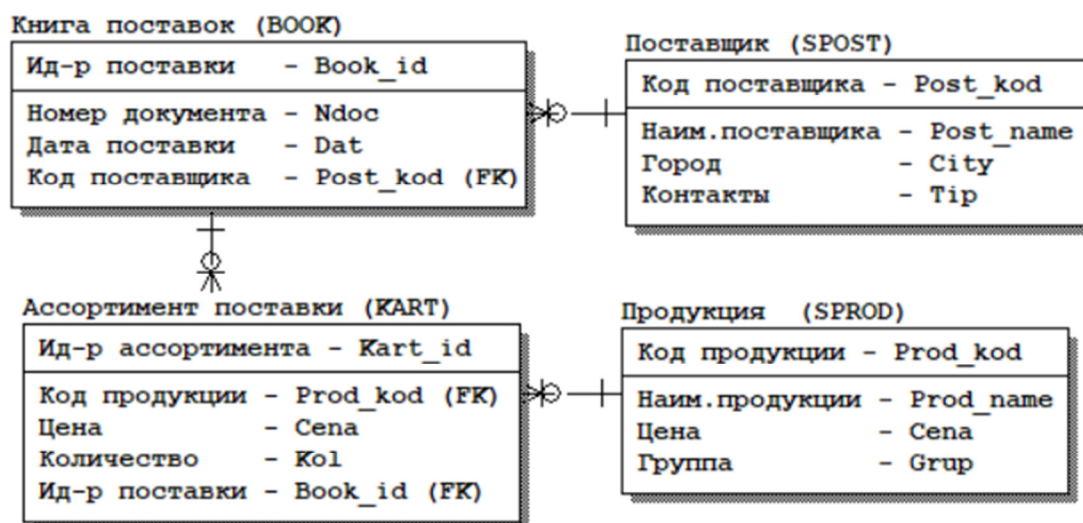 Книга поставок (BOOK)
Ид-р поставки - Book_id
Номер документа - Ndoc
Дата поставки - Dat
Код поставщика - Post_kod (FK)
Поставщик (SPOST)
Код поставщика - Post_kod
Наим.поставщика - Post_name
Город - City
Контакты - Tip
Ассортимент поставки (KART)
Ид-р ассортимента - Kart_id
Код продукции - Prod_kod (FK)
Цена - Cena
Количество - Kol
Ид-р поставки - Book_id (FK)
Продукция (SPROD)
Код продукции - Prod_kod
Наим.продукции - Prod_name
Цена - Cena
Группа - Grup